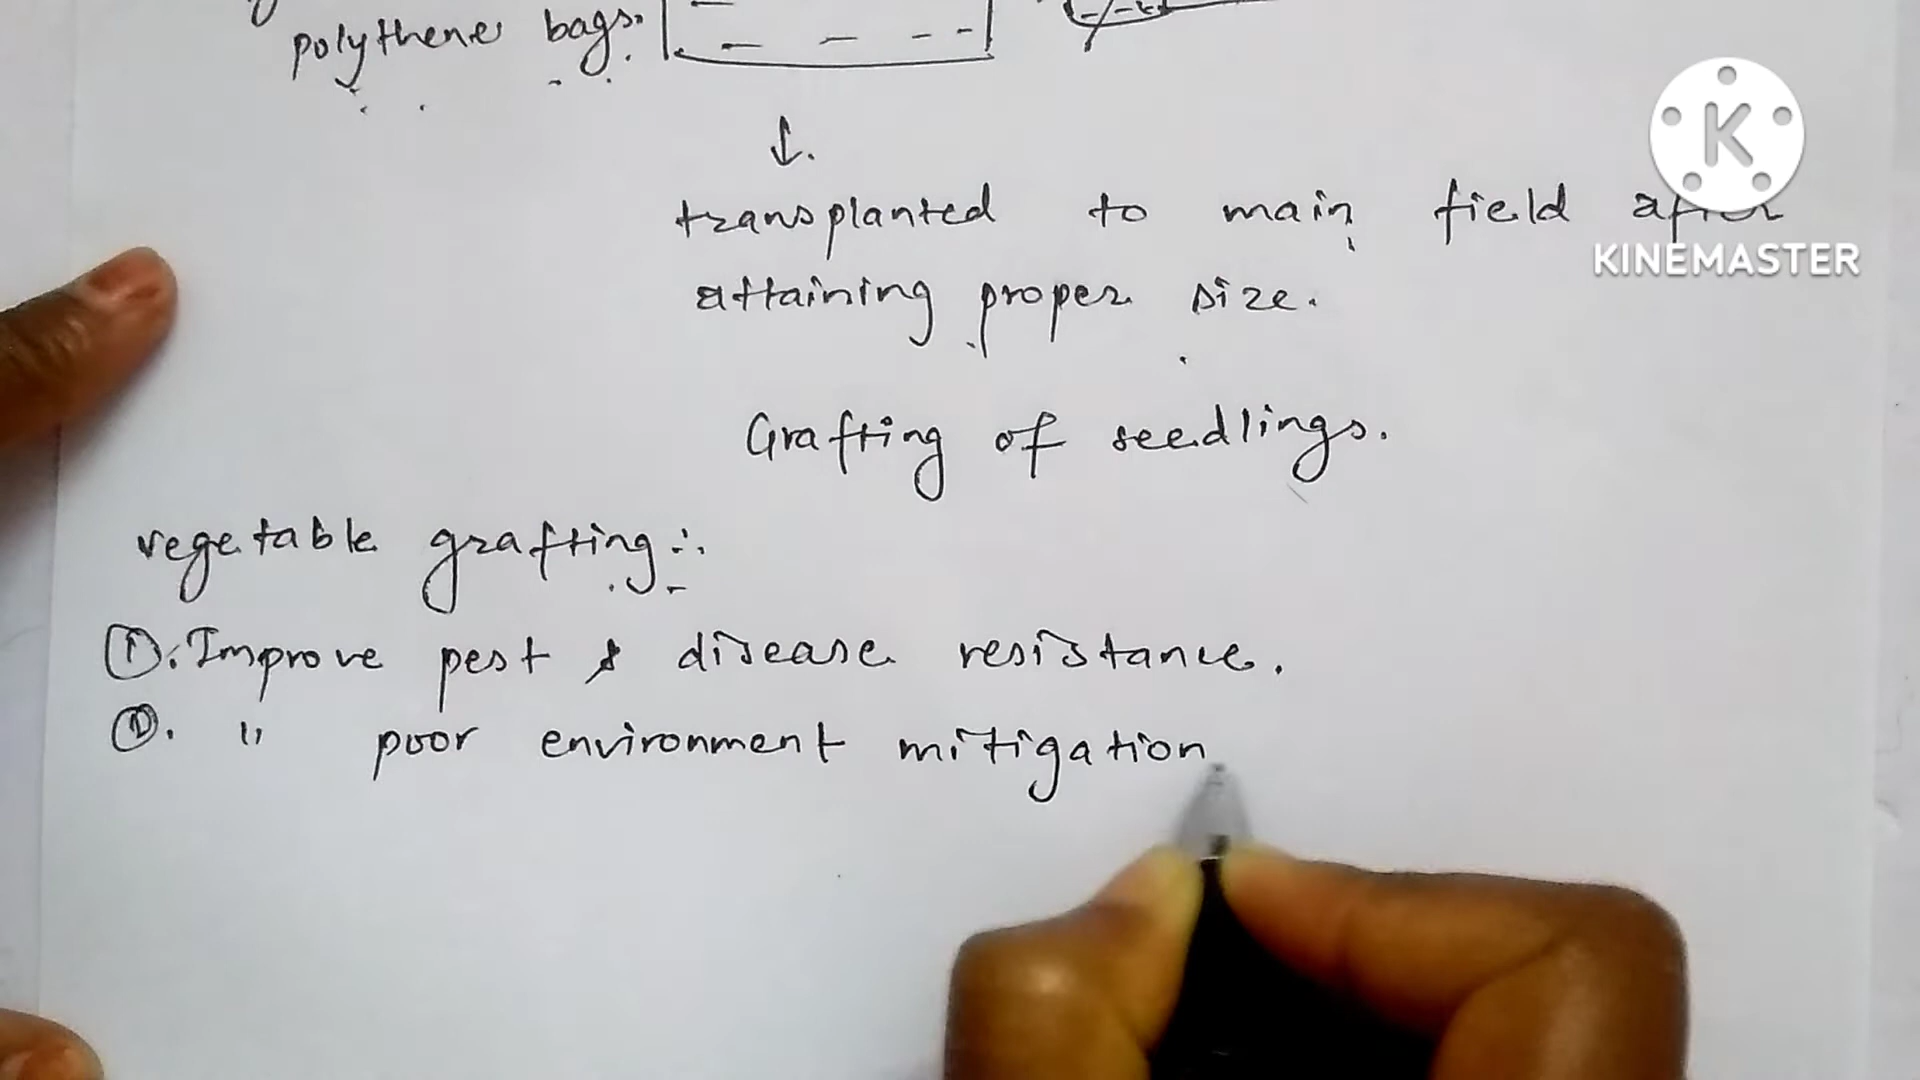 polythene bags.
↓.
transplanted to main field after
attaining proper size.
Grafting of seedlings.
vegetable grafting:-
①. Improve pest & disease resistance.
②. " poor environment mitigation
KINEMASTER